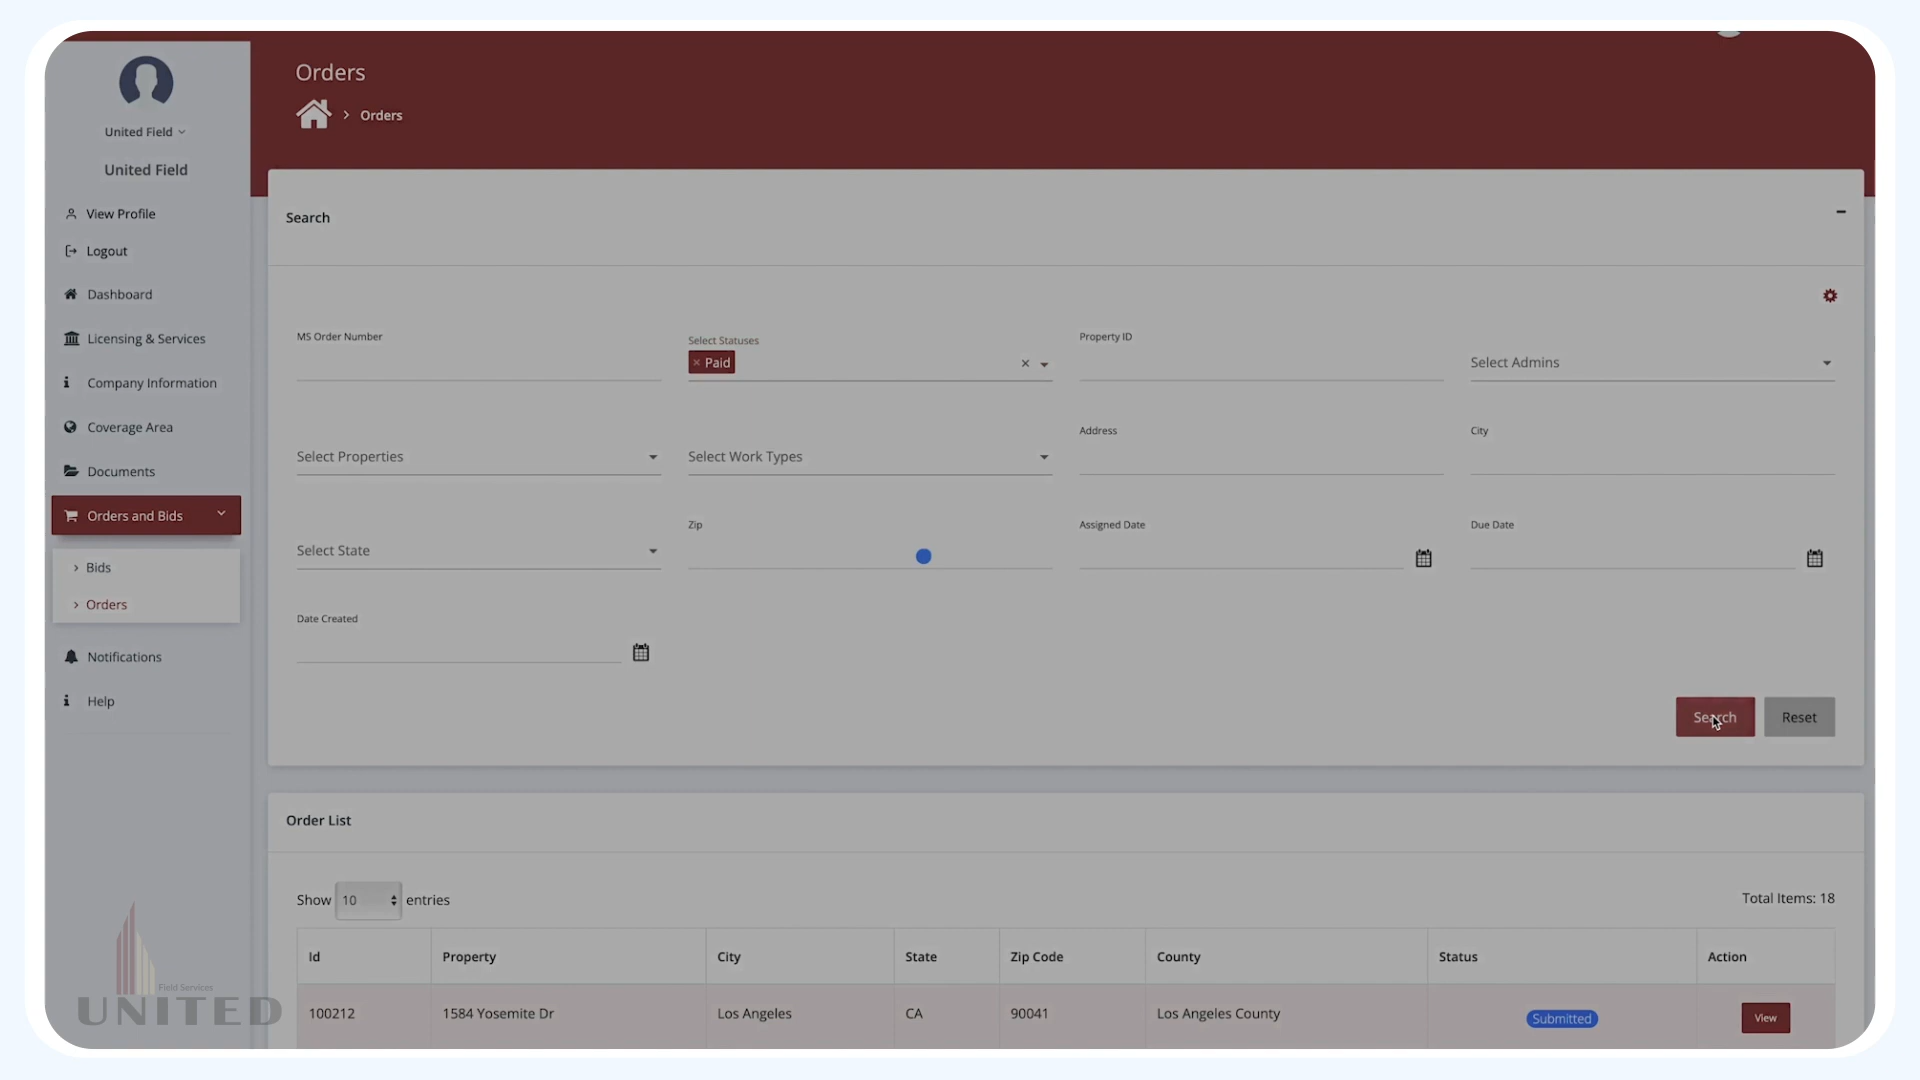 United Field
United Field
View Profile
Logout
Dashboard
Licensing & Services
Company Information
Coverage Area
Documents
Orders and Bids
Bids
Orders
Notifications
Help
Field Services
UNITED
Orders
> Orders
Search
MS Order Number
Select Statuses
× Paid
Property ID
Select Admins
Select Properties
Select Work Types
Address
City
Select State
Zip
Assigned Date
Due Date
Date Created
Search
Reset
Order List
Show 10 entries
Total Items: 18
Id Property City State Zip Code County Status Action
100212 1584 Yosemite Dr Los Angeles CA 90041 Los Angeles County Submitted View